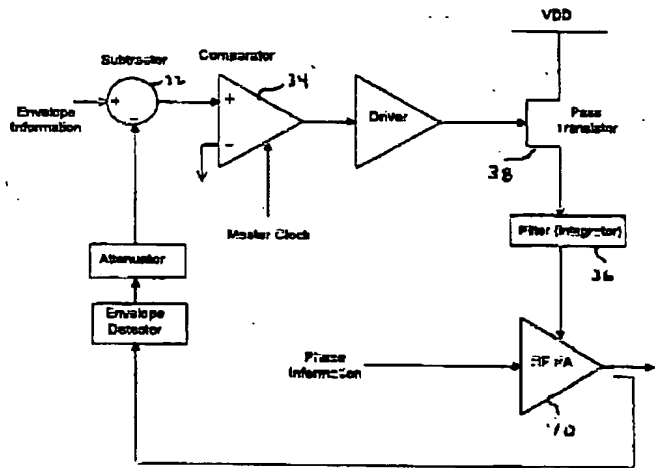 VDD
Subtractor
Comparator
32
34
+
-
+
-
Envelope
Information
Driver
Pass
Transistor
38
Master Clock
Filter (Integrator)
36
Attenuator
Envelope
Detector
Phase
Information
RF PA
40